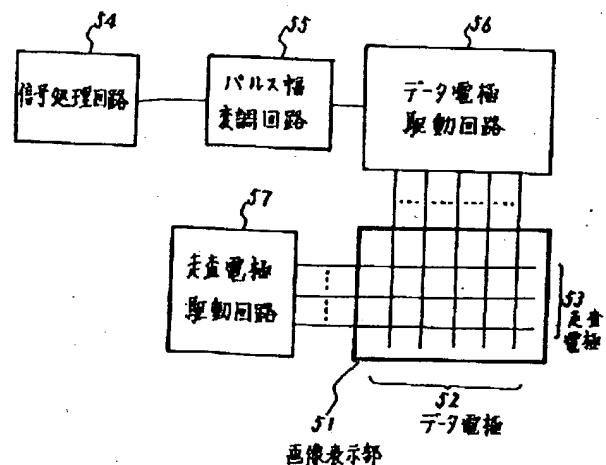 54
信号処理回路
55
パルス幅
変調回路
56
データ電極
駆動回路
57
走査電極
駆動回路
53
走査
電極
52
データ電極
51
画像表示部